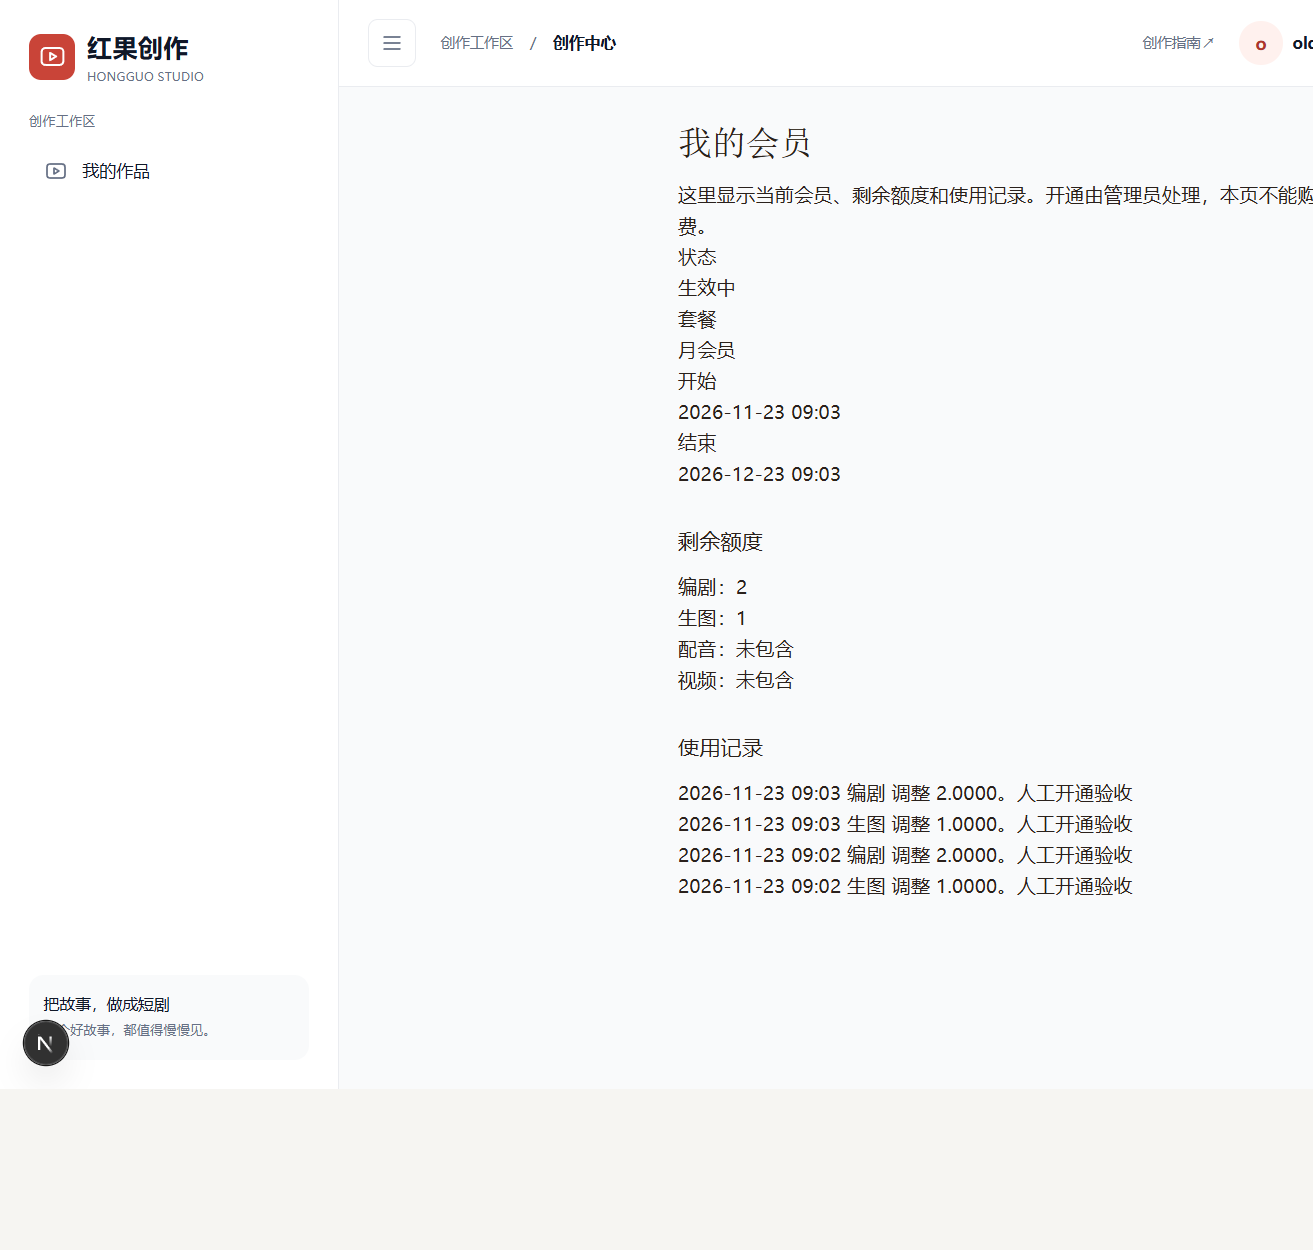 红果创作
HONGGUO STUDIO
创作工作区
我的作品
创作工作区 / 创作中心
创作指南↗
o
我的会员
这里显示当前会员、剩余额度和使用记录。开通由管理员处理，本页不能购
费。
状态
生效中
套餐
月会员
开始
2026-11-23 09:03
结束
2026-12-23 09:03
剩余额度
编剧：2
生图：1
配音：未包含
视频：未包含
使用记录
2026-11-23 09:03 编剧 调整 2.0000。人工开通验收
2026-11-23 09:03 生图 调整 1.0000。人工开通验收
2026-11-23 09:02 编剧 调整 2.0000。人工开通验收
2026-11-23 09:02 生图 调整 1.0000。人工开通验收
把故事，做成短剧
好故事，都值得慢慢见。
N